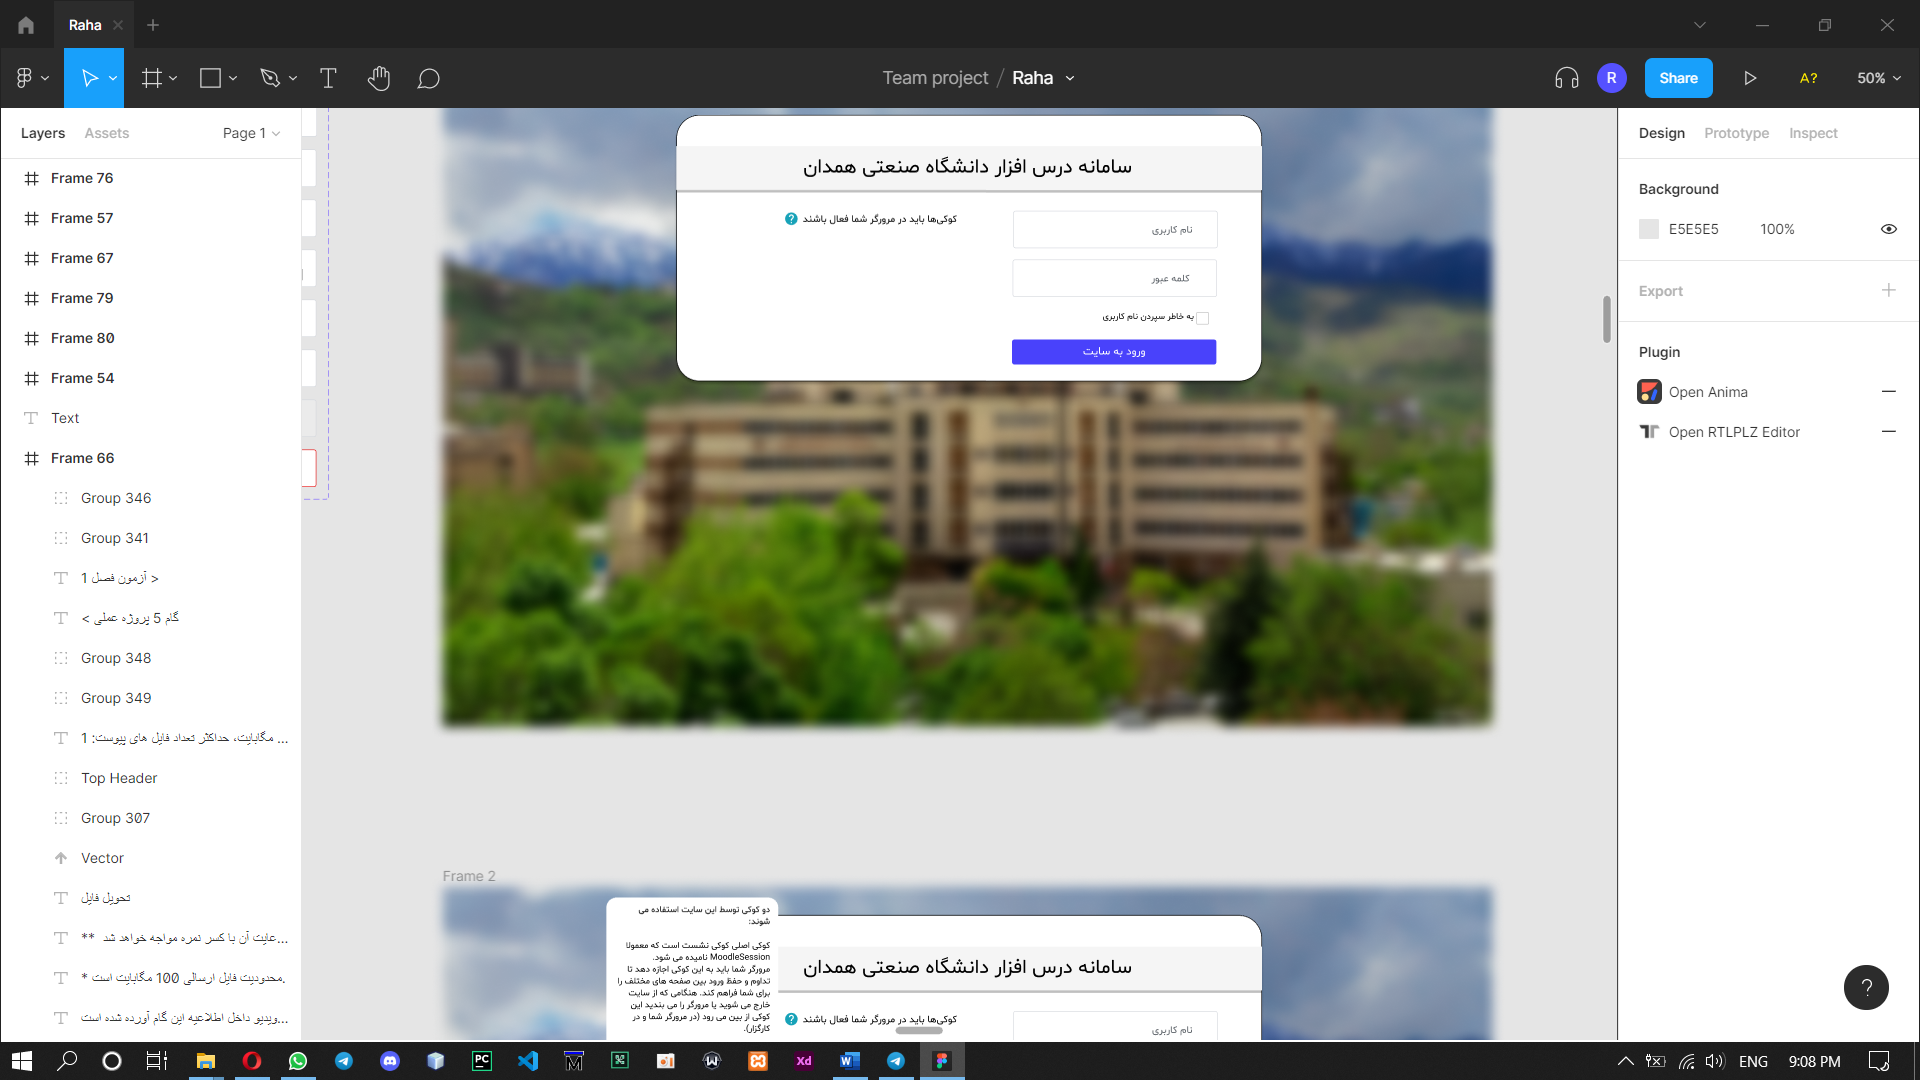 Raha
Team project / Raha
R
Share
A?
50%
Layers
Assets
Page 1
Frame 76
Frame 57
Frame 67
Frame 79
Frame 80
Frame 54
Text
Frame 66
Group 346
Group 341
آزمون فصل 1 >
گام 5 پروژه عملی >
Group 348
Group 349
... مگابایت، حداکثر تعداد فایل های پیوست: 1
Top Header
Group 307
Vector
تحویل فایل
** عایت آن با کسر نمره مواجه خواهد شد...
* محدودیت فایل ارسالی 100 مگابایت است.
ویدیو داخل اطلاعیه این گام آورده شده است...
سامانه درس افزار دانشگاه صنعتی همدان
کوکی‌ها باید در مرورگر شما فعال باشند ?
نام کاربری
کلمه عبور
به خاطر سپردن نام کاربری
ورود به سایت
Frame 2
دو کوکی توسط این سایت استفاده می
شوند:
کوکی اصلی کوکی نشست است که معمولا
MoodleSession نامیده می شود.
مرورگر شما باید به این کوکی اجازه دهد تا
تداوم و حفظ ورود بین صفحه های مختلف را
برای شما فراهم کند. هنگامی که از سایت
خارج می شوید یا مرورگر را می بندید این
کوکی از بین می رود (در مرورگر شما و در
کارگزار).
سامانه درس افزار دانشگاه صنعتی همدان
کوکی‌ها باید در مرورگر شما فعال باشند ?
نام کاربری
Design
Prototype
Inspect
Background
E5E5E5
100%
Export
Plugin
Open Anima
Open RTLPLZ Editor
?
PC
Xd
W
ENG
9:08 PM